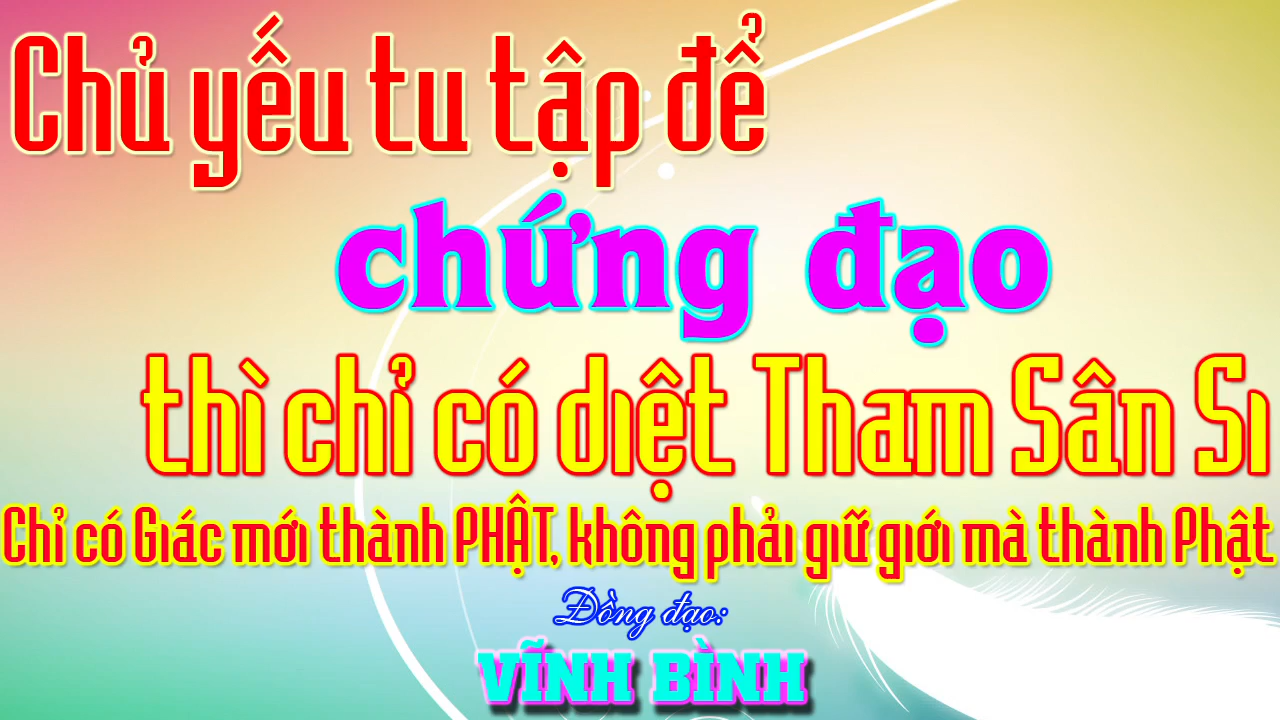 Chủ yếu tu tập để
chứng đạo
thì chỉ có diệt Tham Sân Si
Chỉ có Giác mới thành PHẬT, không phải giữ giới mà thành Phật
Đồng đạo:
VĨNH BÌNH